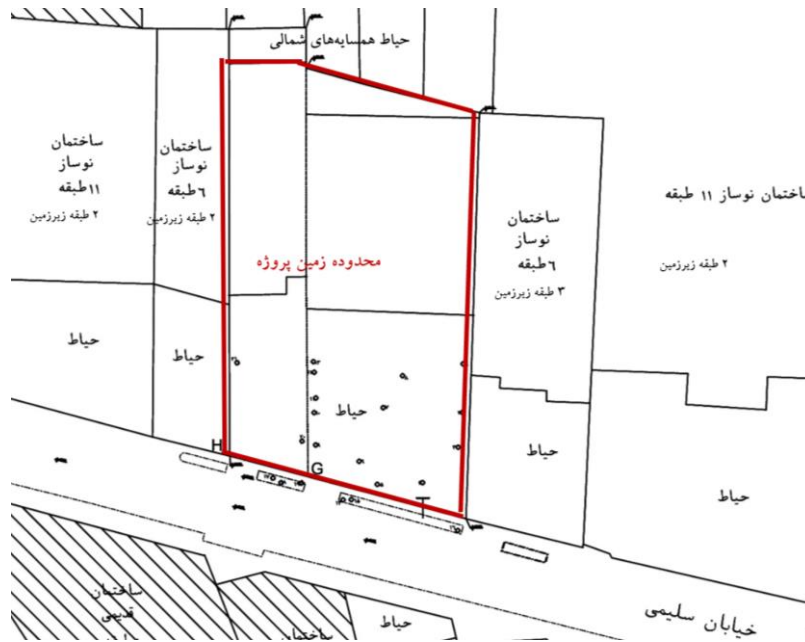 حیاط همسایه‌های شمالی
ساختمان
نوساز
۱۱ طبقه
۲ طبقه زیرزمین
ساختمان
نوساز
۶ طبقه
۲ طبقه زیرزمین
محدوده زمین پروژه
ساختمان
نوساز
۶ طبقه
۳ طبقه زیرزمین
ساختمان نوساز ۱۱ طبقه
۲ طبقه زیرزمین
حیاط
حیاط
حیاط
حیاط
حیاط
H
G
T
خیابان سلیمی
ساختمان
قدیمی
ساختمان
حیاط